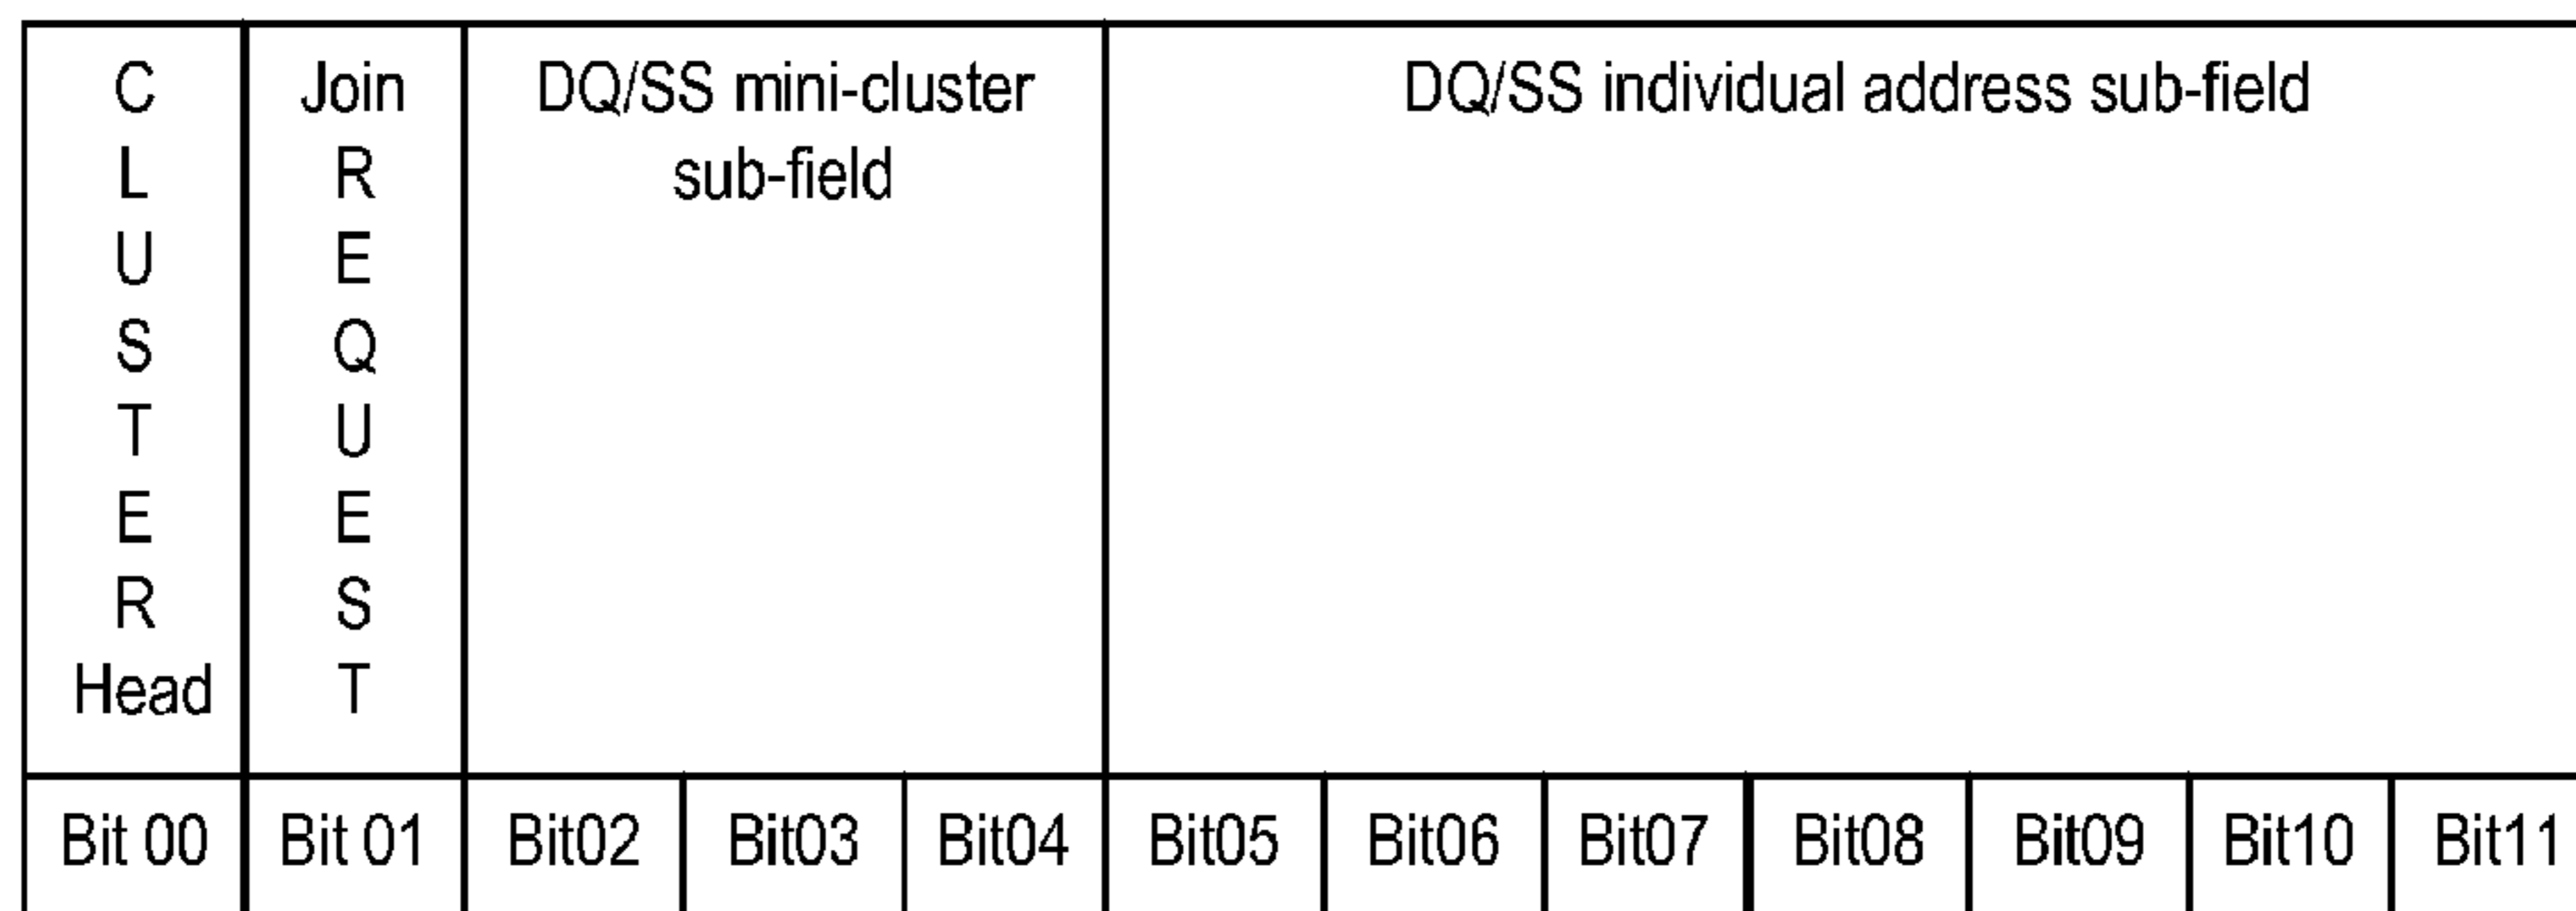 C
L
U
S
T
E
R
Head
Join
R
E
Q
U
E
S
T
DQ/SS mini-cluster
sub-field
DQ/SS individual address sub-field
Bit 00 Bit 01 Bit02 Bit03 Bit04 Bit05 Bit06 Bit07 Bit08 Bit09 Bit10 Bit11